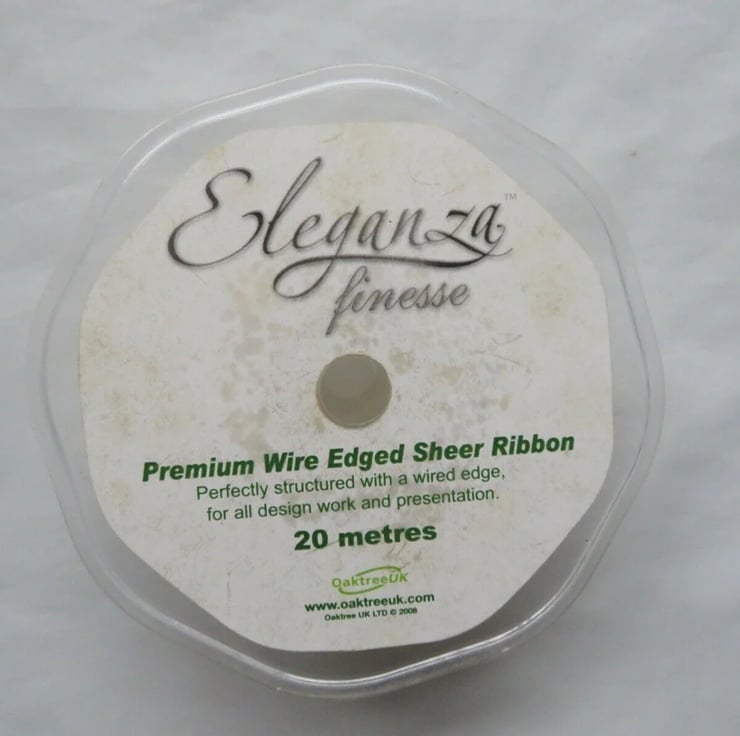 Eleganza™
finesse
Premium Wire Edged Sheer Ribbon
Perfectly structured with a wired edge,
for all design work and presentation.
20 metres
OaktreeUK
www.oaktreeuk.com
Oaktree UK LTD © 2008